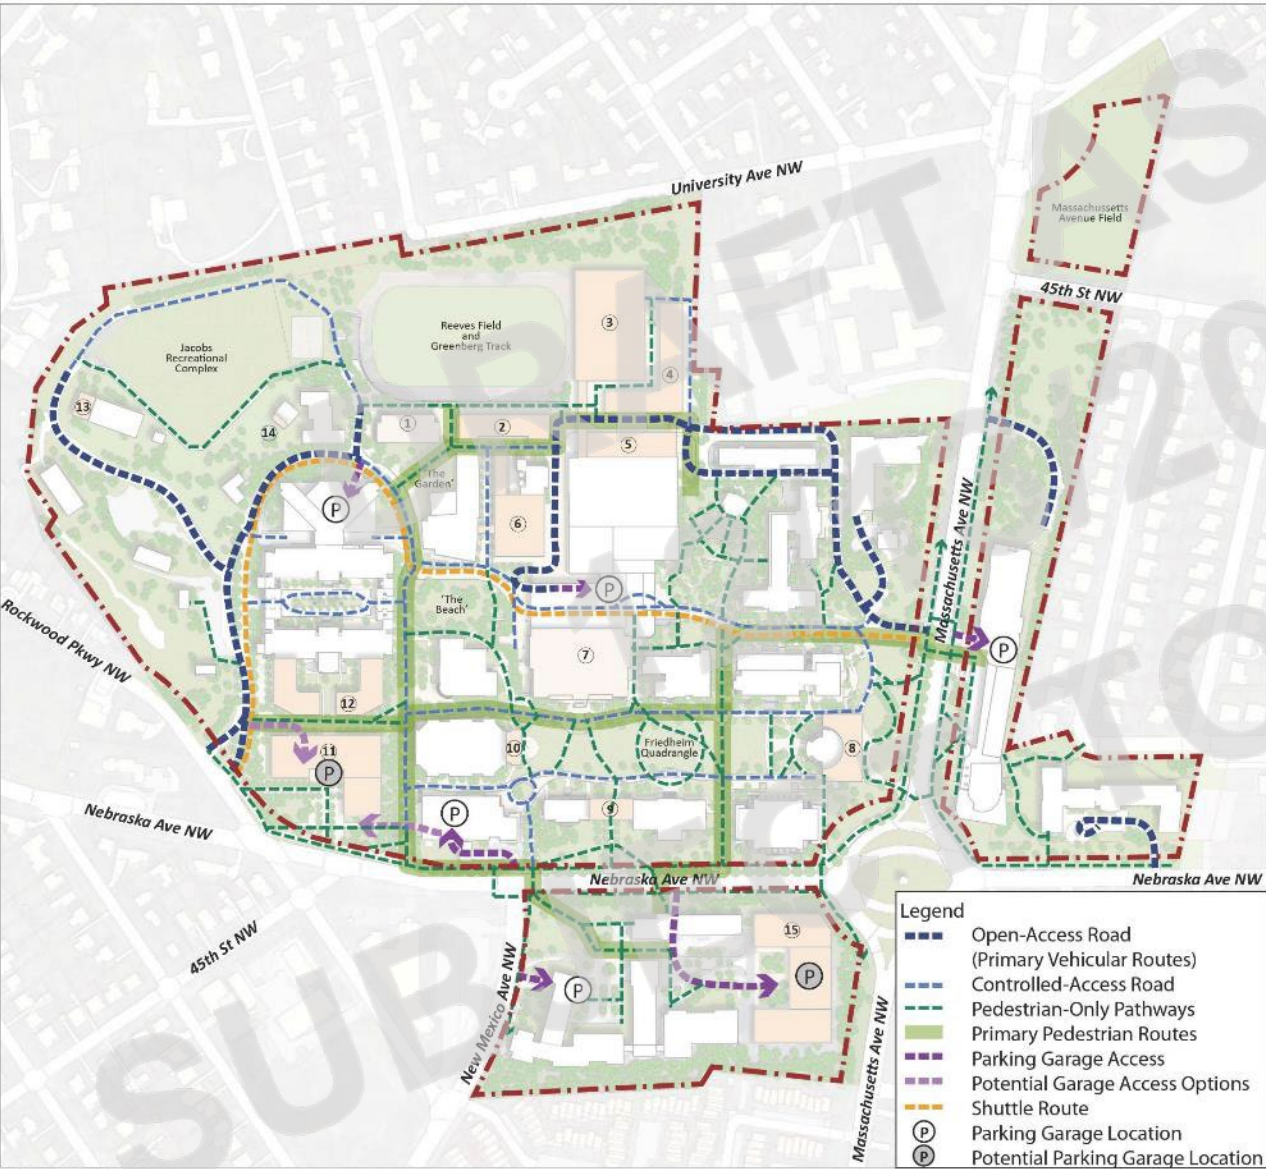 University Ave NW
Massachussetts
Avenue Field
45th St NW
Reeves Field
and
Greenberg Track
Jacobs
Recreational
Complex
3
4
13
14
1
2
5
'The
Garden'
P
6
P
'The
Beach'
Massachusetts Ave NW
P
Rockwood Pkwy NW
7
12
11
P
10
Friedheim
Quadrangle
8
9
P
Nebraska Ave NW
Nebraska Ave NW
Nebraska Ave NW
45th St NW
New Mexico Ave NW
P
15
P
Massachusetts Ave NW
Legend
Open-Access Road
(Primary Vehicular Routes)
Controlled-Access Road
Pedestrian-Only Pathways
Primary Pedestrian Routes
Parking Garage Access
Potential Garage Access Options
Shuttle Route
P Parking Garage Location
P Potential Parking Garage Location
DRAFT AS